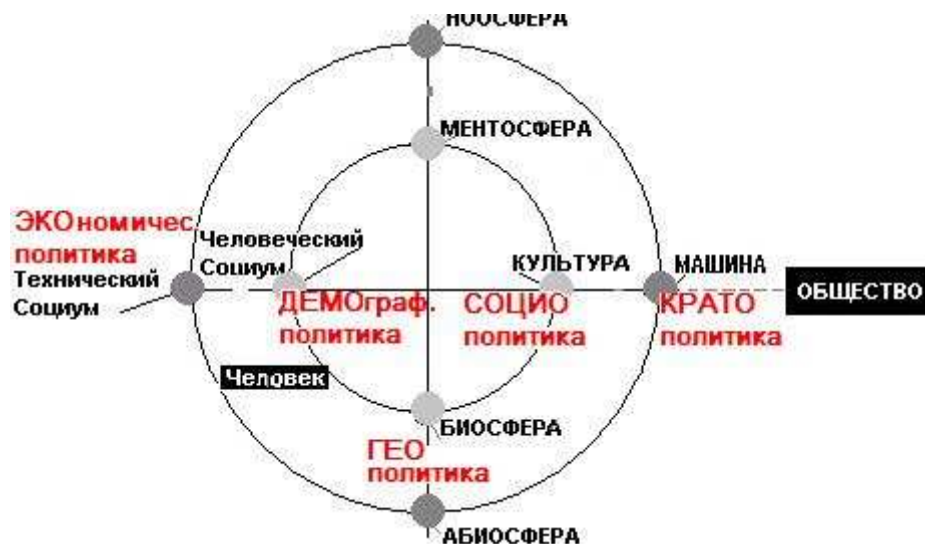 НООСФЕРА
МЕНТОСФЕРА
ЭКОномичес.
политика
Человеческий
Социум
Технический
Социум
КУЛЬТУРА
МАШИНА
ОБЩЕСТВО
ДЕМОграф.
политика
СОЦИО
политика
КРАТО
политика
Человек
БИОСФЕРА
ГЕО
политика
АБИОСФЕРА